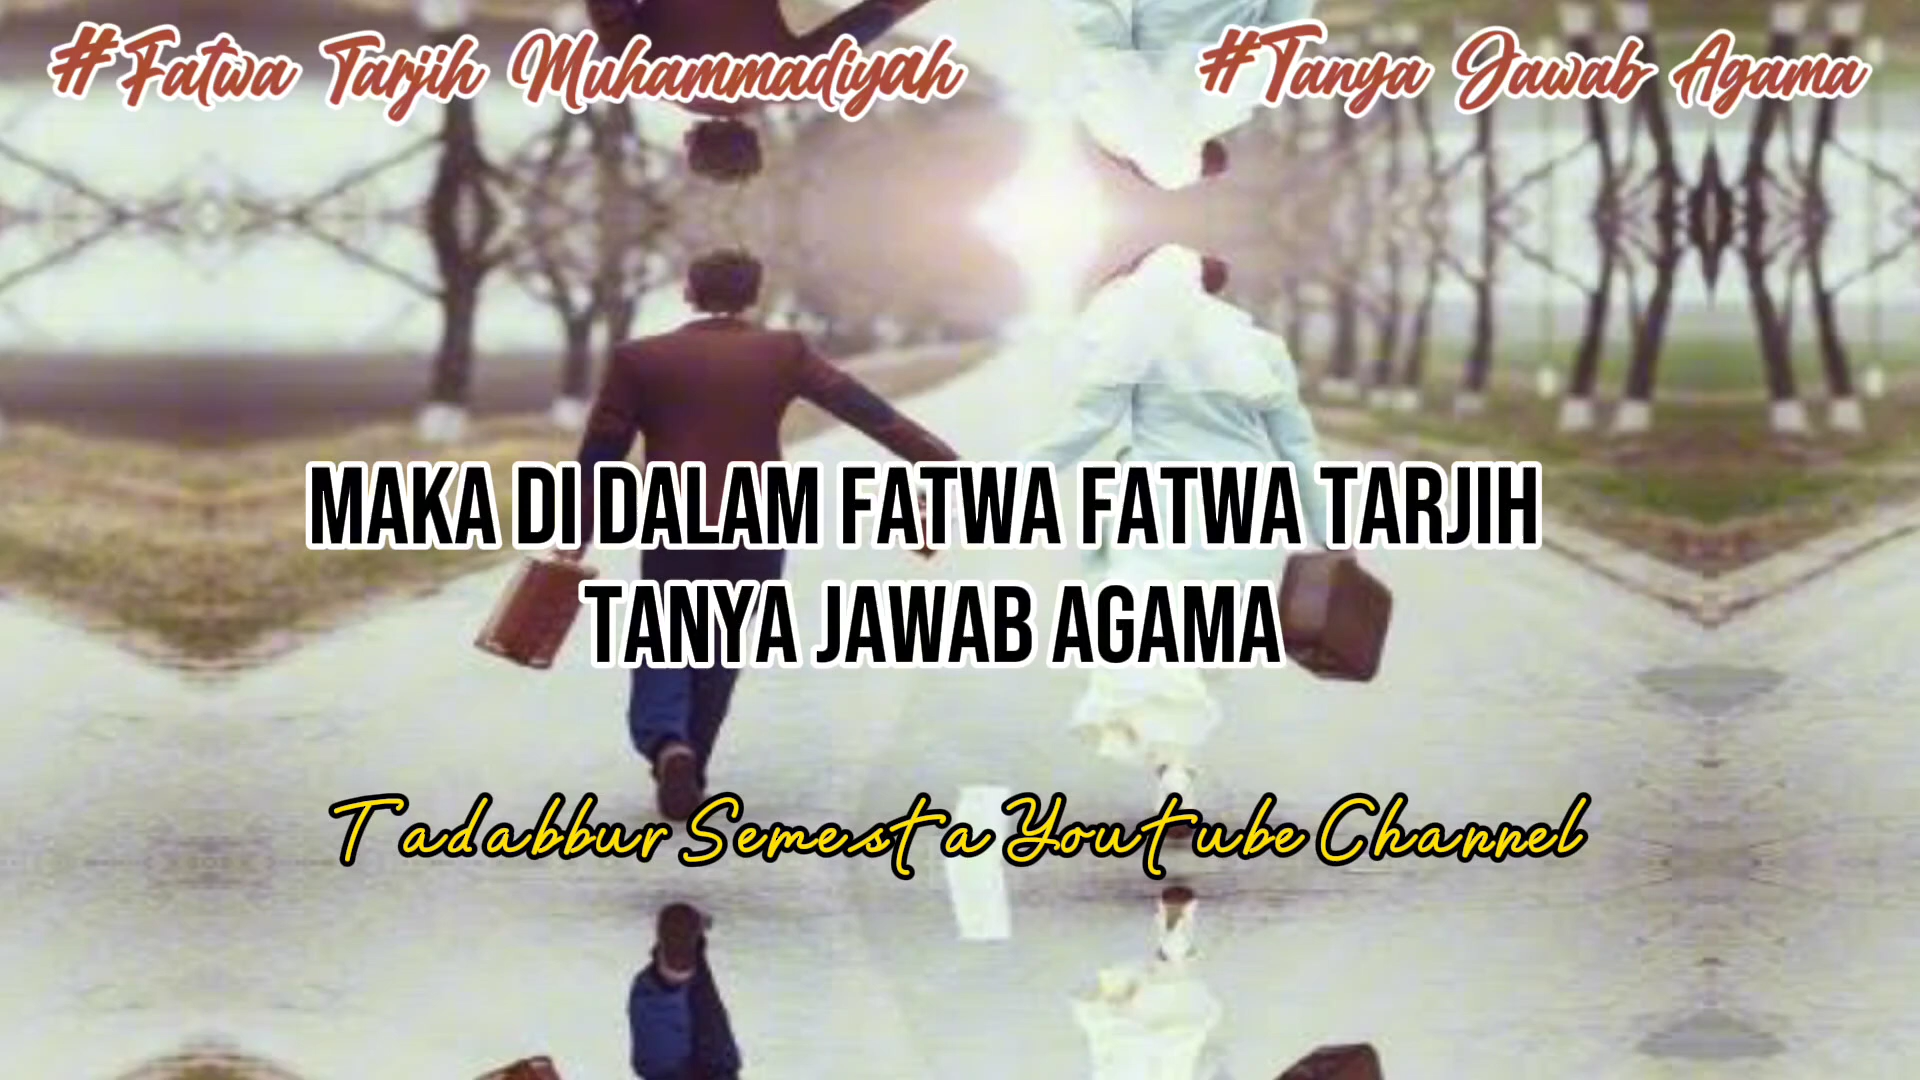 #Fatwa Tarjih Muhammadiyah
#Tanya Jawab Agama
MAKA DI DALAM FATWA FATWA TARJIH
TANYA JAWAB AGAMA
Tadabbur Semesta Youtube Channel